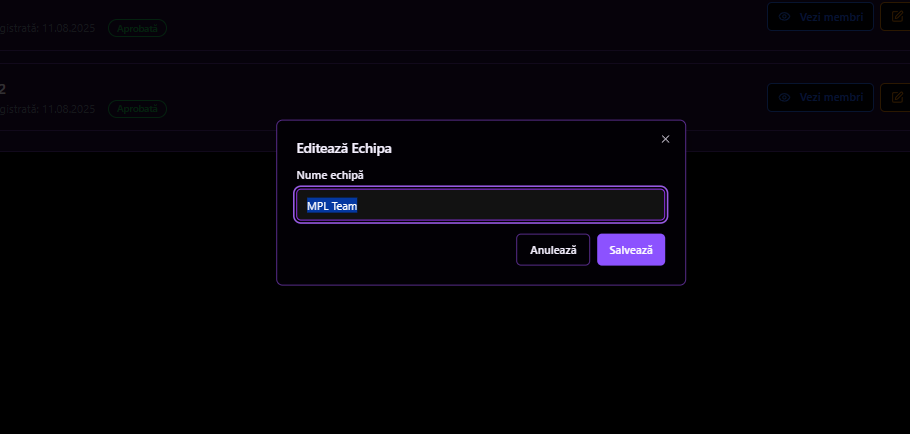 gistrată: 11.08.2025 Aprobată Vezi membri
2
gistrată: 11.08.2025 Aprobată Vezi membri
Editează Echipa
Nume echipă
MPL Team
Anulează Salvează